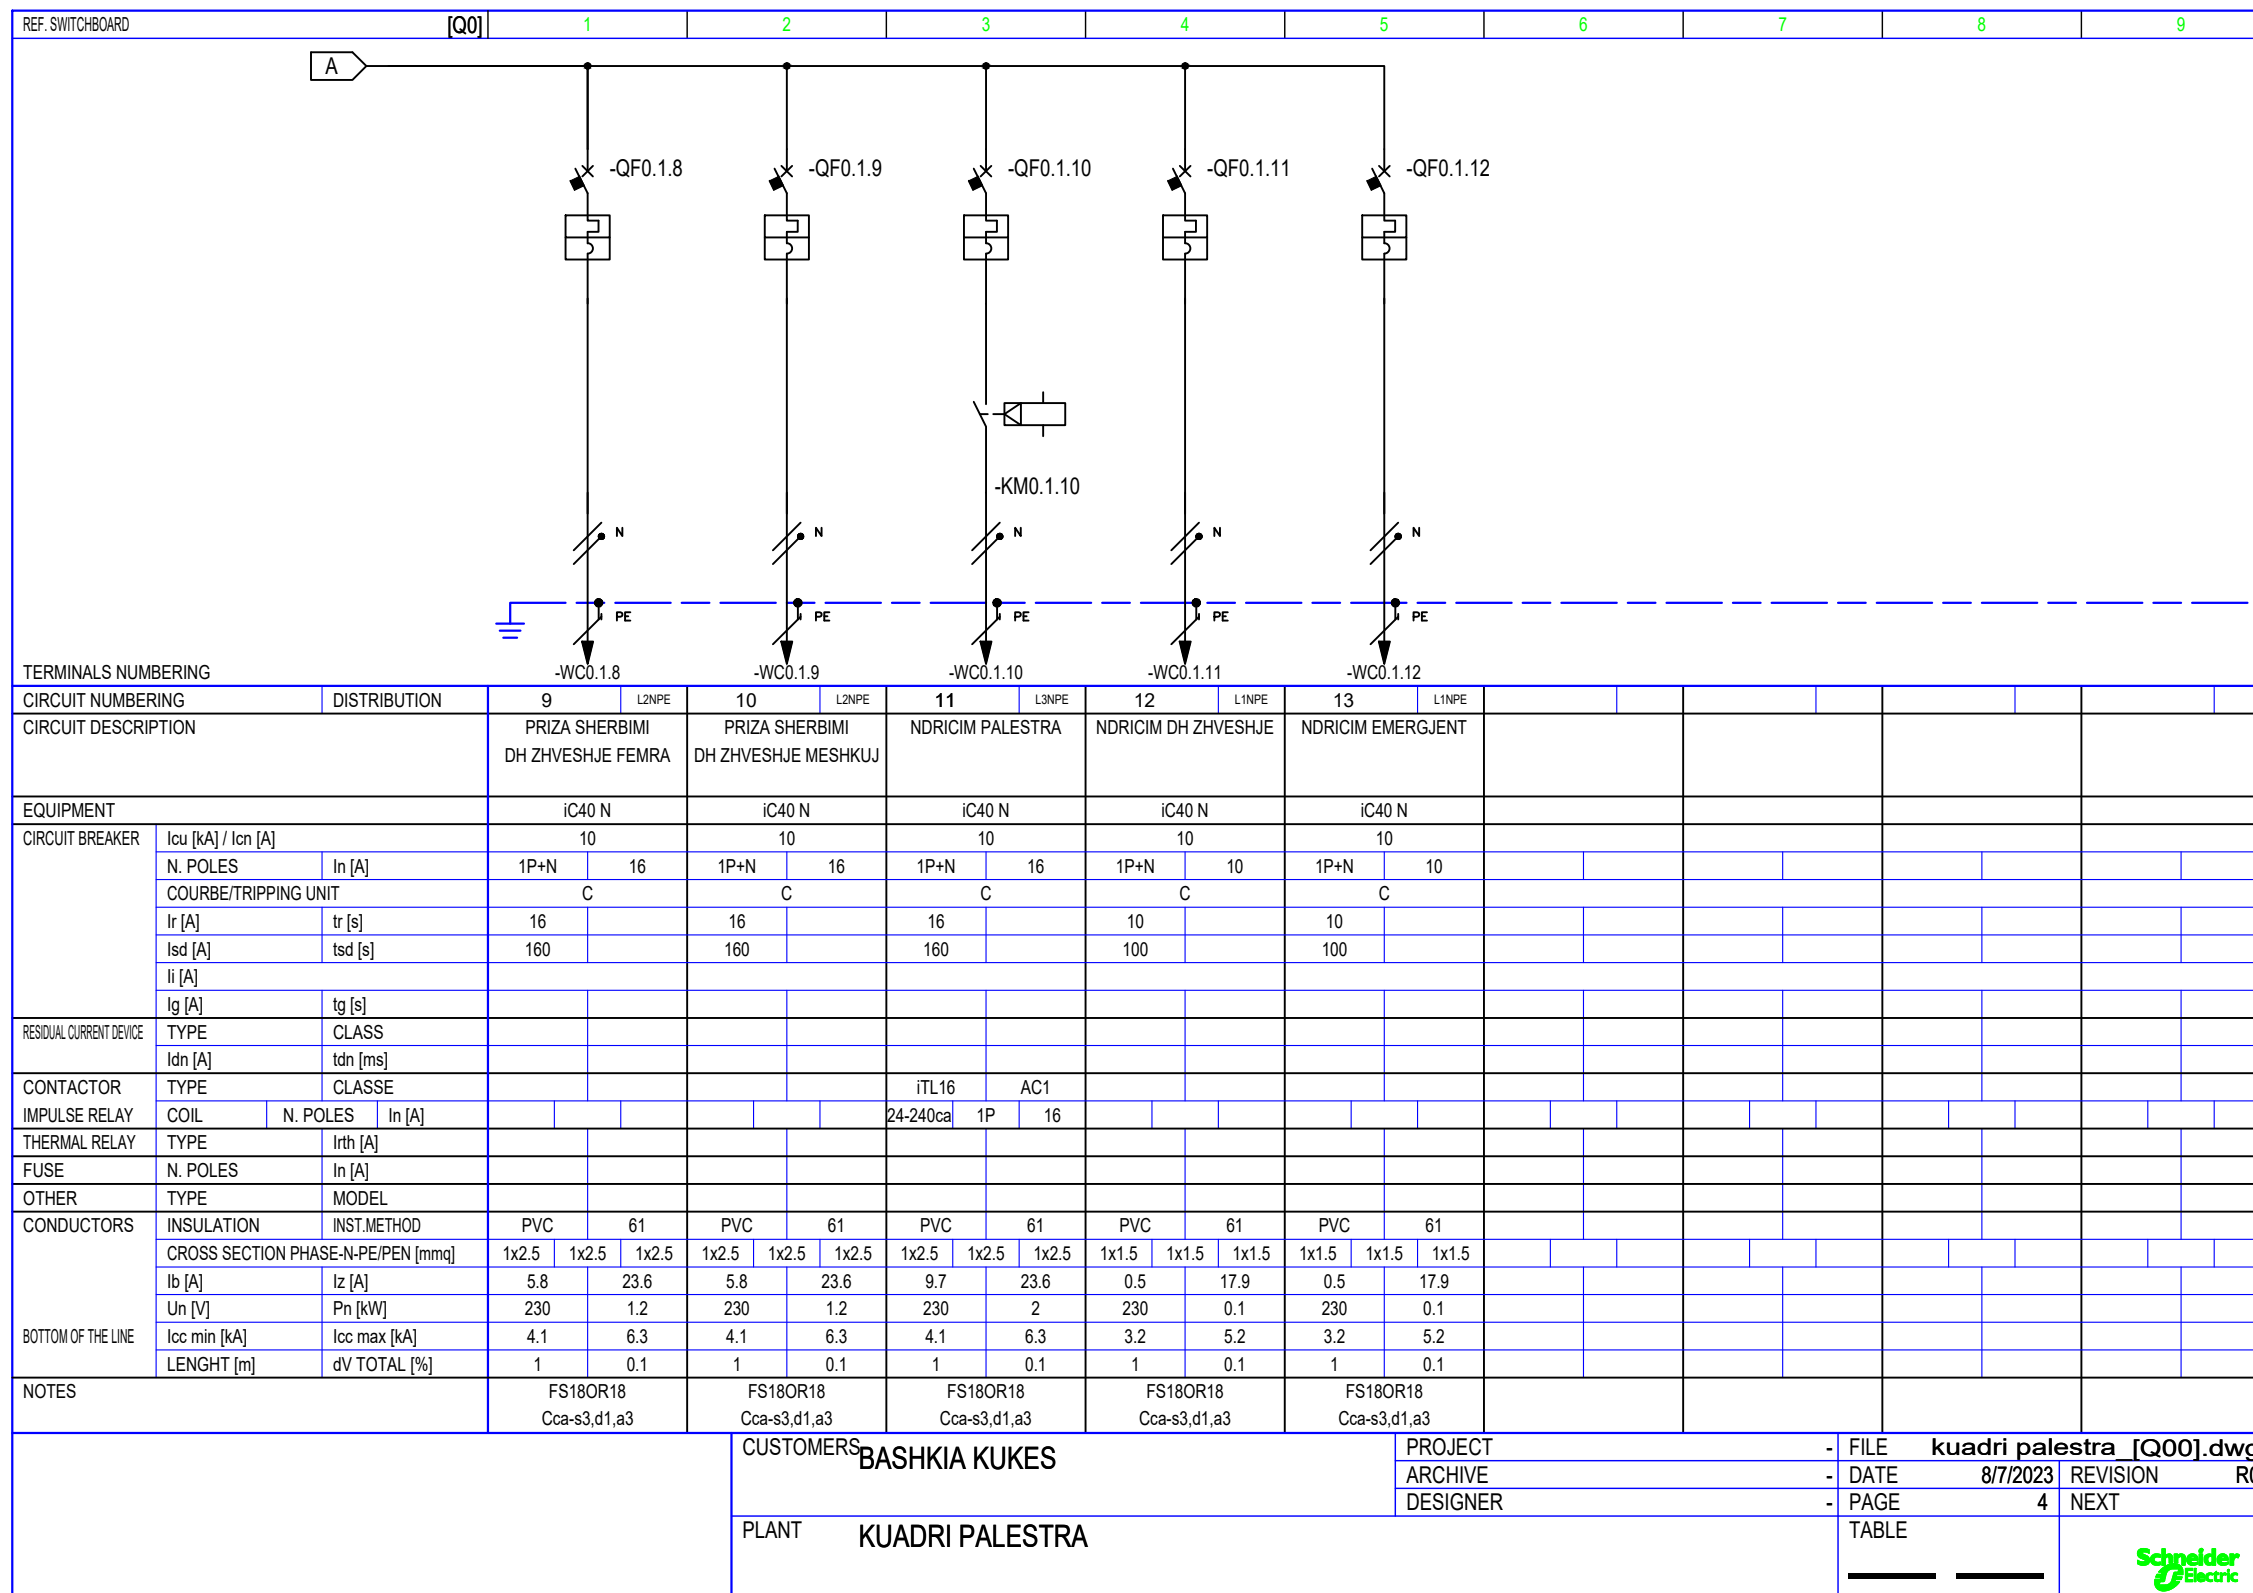 REF. SWITCHBOARD [Q0] 1 2 3 4 5 6 7 8 9
A
-QF0.1.8 -QF0.1.9 -QF0.1.10 -QF0.1.11 -QF0.1.12
-KM0.1.10
N N N N N
PE PE PE PE PE
TERMINALS NUMBERING -WC0.1.8 -WC0.1.9 -WC0.1.10 -WC0.1.11 -WC0.1.12
CIRCUIT NUMBERING DISTRIBUTION 9 L2NPE 10 L2NPE 11 L3NPE 12 L1NPE 13 L1NPE
CIRCUIT DESCRIPTION PRIZA SHERBIMI PRIZA SHERBIMI NDRICIM PALESTRA NDRICIM DH ZHVESHJE NDRICIM EMERGJENT
DH ZHVESHJE FEMRA DH ZHVESHJE MESHKUJ
EQUIPMENT iC40 N iC40 N iC40 N iC40 N iC40 N
CIRCUIT BREAKER Icu [kA] / Icn [A] 10 10 10 10 10
N. POLES In [A] 1P+N 16 1P+N 16 1P+N 16 1P+N 10 1P+N 10
COURBE/TRIPPING UNIT C C C C C
Ir [A] tr [s] 16 16 16 10 10
Isd [A] tsd [s] 160 160 160 100 100
Ii [A]
Ig [A] tg [s]
RESIDUAL CURRENT DEVICE TYPE CLASS
Idn [A] tdn [ms]
CONTACTOR TYPE CLASSE iTL16 AC1
IMPULSE RELAY COIL N. POLES In [A] 24-240ca 1P 16
THERMAL RELAY TYPE Irth [A]
FUSE N. POLES In [A]
OTHER TYPE MODEL
CONDUCTORS INSULATION INST.METHOD PVC 61 PVC 61 PVC 61 PVC 61 PVC 61
CROSS SECTION PHASE-N-PE/PEN [mmq] 1x2.5 1x2.5 1x2.5 1x2.5 1x2.5 1x2.5 1x2.5 1x2.5 1x2.5 1x1.5 1x1.5 1x1.5 1x1.5 1x1.5 1x1.5
Ib [A] Iz [A] 5.8 23.6 5.8 23.6 9.7 23.6 0.5 17.9 0.5 17.9
Un [V] Pn [kW] 230 1.2 230 1.2 230 2 230 0.1 230 0.1
BOTTOM OF THE LINE Icc min [kA] Icc max [kA] 4.1 6.3 4.1 6.3 4.1 6.3 3.2 5.2 3.2 5.2
LENGHT [m] dV TOTAL [%] 1 0.1 1 0.1 1 0.1 1 0.1 1 0.1
NOTES FS18OR18 FS18OR18 FS18OR18 FS18OR18 FS18OR18
Cca-s3,d1,a3 Cca-s3,d1,a3 Cca-s3,d1,a3 Cca-s3,d1,a3 Cca-s3,d1,a3
CUSTOMERS BASHKIA KUKES PROJECT - FILE kuadri palestra_[Q00].dwg
ARCHIVE - DATE 8/7/2023 REVISION
DESIGNER - PAGE 4 NEXT
PLANT KUADRI PALESTRA TABLE
Schneider
Electric